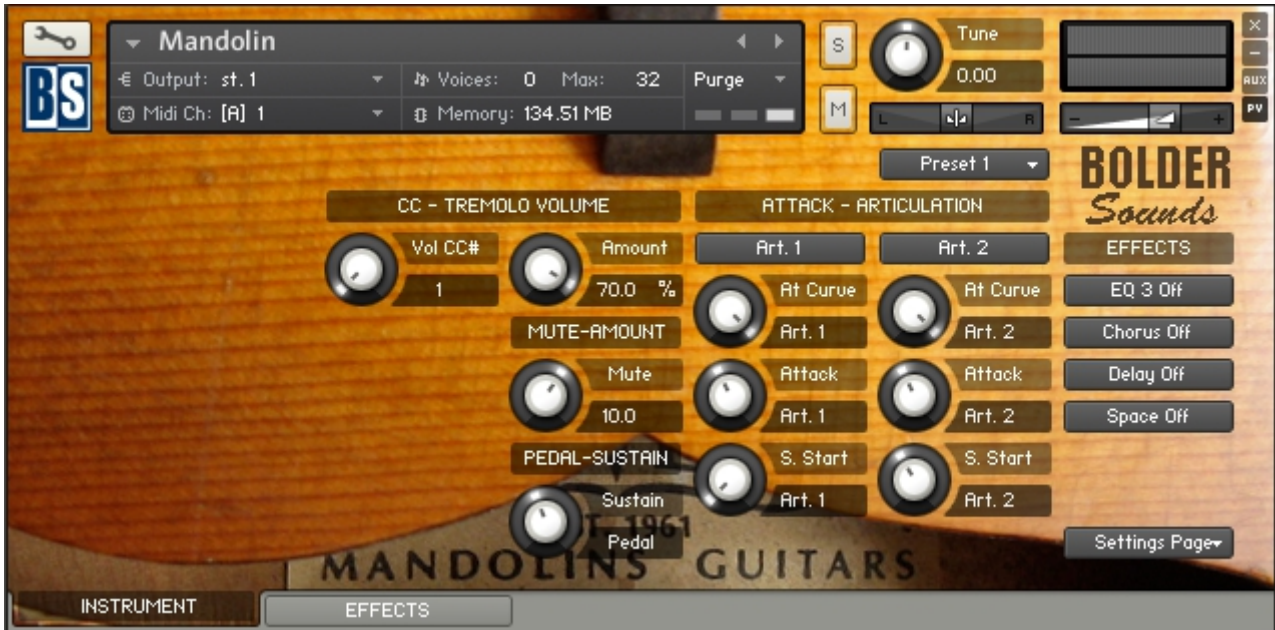 Mandolin
S
Tune
×
-
AUX
PV
BS
Output: st. 1
Voices: 0 Max: 32
Purge
0.00
Midi Ch: [A] 1
Memory: 134.51 MB
M
L R
- +
Preset 1
BOLDER
Sounds
CC - TREMOLO VOLUME
ATTACK - ARTICULATION
Vol CC#
1
Amount
70.0 %
Art. 1
Art. 2
EFFECTS
At Curve
Art. 1
At Curve
Art. 2
EQ 3 Off
Chorus Off
MUTE-AMOUNT
Mute
10.0
Attack
Art. 1
Attack
Art. 2
Delay Off
Space Off
PEDAL-SUSTAIN
Sustain
Pedal
S. Start
Art. 1
S. Start
Art. 2
Settings Page
1961
MANDOLINS GUITARS
INSTRUMENT
EFFECTS